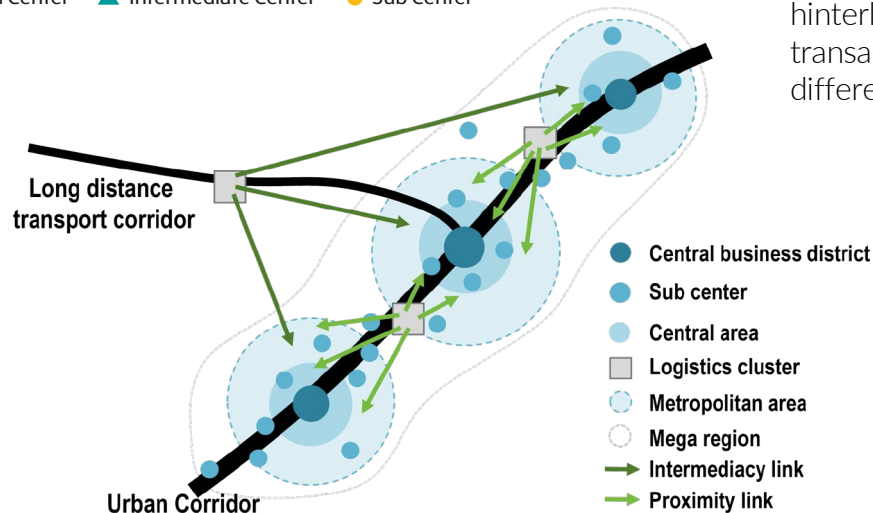 Center
Intermediate Center
Sub Center
hinterl
transa
differe
Long distance
transport corridor
Central business district
Sub center
Central area
Logistics cluster
Metropolitan area
Mega region
Intermediacy link
Proximity link
Urban Corridor